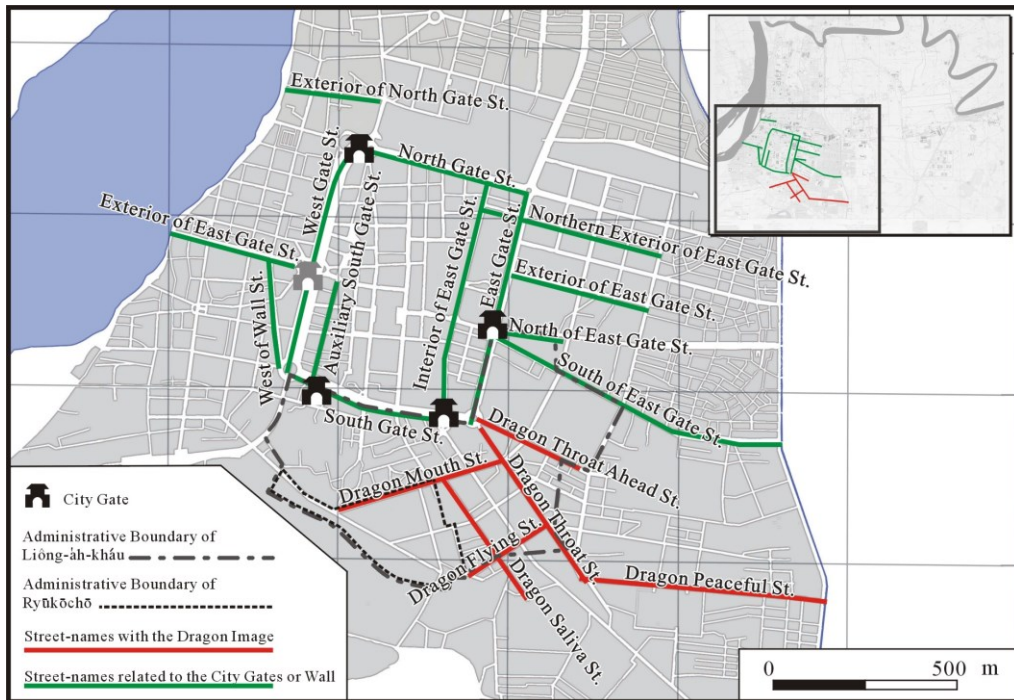 Exterior of North Gate St.
West Gate St.
North Gate St.
Exterior of East Gate St.
Auxiliary South Gate St.
Interior of East Gate St.
East Gate St.
Northern Exterior of East Gate St.
Exterior of East Gate St.
West of Wall St.
North of East Gate St.
South of East Gate St.
South Gate St.
Dragon Throat Ahead St.
Dragon Mouth St.
Dragon Throat St.
Dragon Flying St.
Dragon Saliva St.
Dragon Peaceful St.
City Gate
Administrative Boundary of
Liông-a̍h-kháu
Administrative Boundary of
Ryūkōchō
Street-names with the Dragon Image
Street-names related to the City Gates or Wall
0 500 m